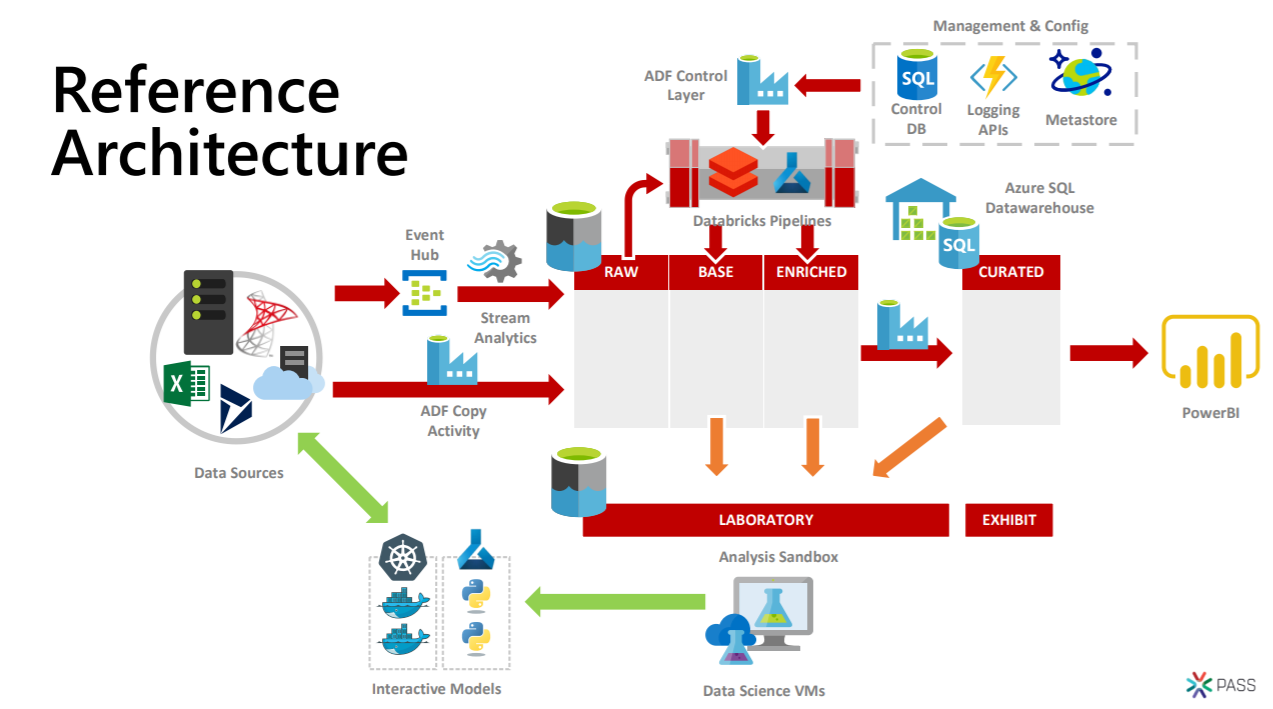 Reference
Architecture
Management & Config
ADF Control
Layer
SQL
Control
DB
Logging
APIs
Metastore
Databricks Pipelines
Azure SQL
Datawarehouse
SQL
Event
Hub
Stream
Analytics
RAW
BASE
ENRICHED
CURATED
X
ADF Copy
Activity
Data Sources
PowerBI
LABORATORY
EXHIBIT
Analysis Sandbox
Interactive Models
Data Science VMs
PASS